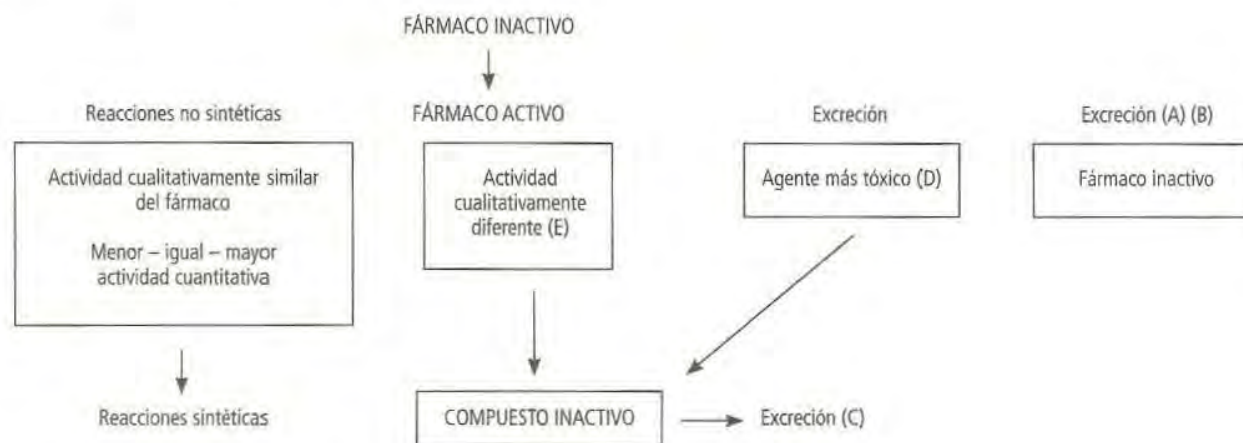 FÁRMACO INACTIVO
Reacciones no sintéticas
FÁRMACO ACTIVO
Excreción
Excreción (A) (B)
Actividad cualitativamente similar
del fármaco
Menor – igual – mayor
actividad cuantitativa
Actividad
cualitativamente
diferente (E)
Agente más tóxico (D)
Fármaco inactivo
Reacciones sintéticas
COMPUESTO INACTIVO
Excreción (C)